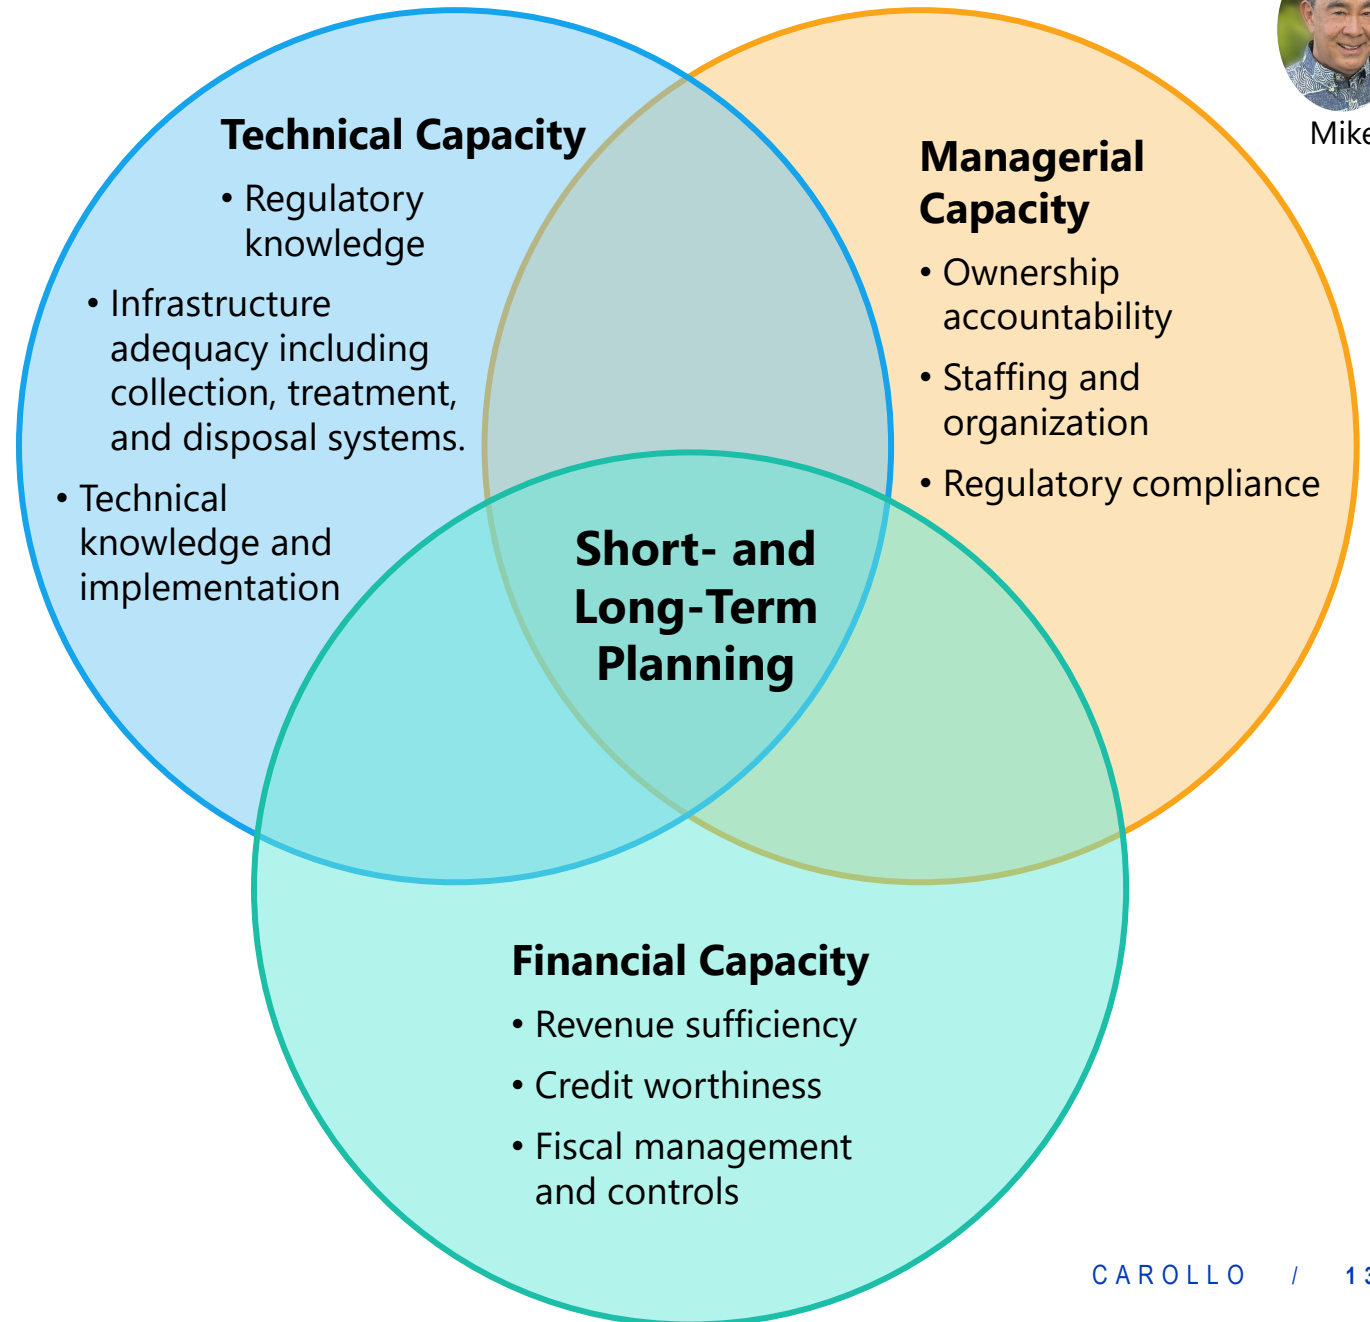 Technical Capacity
• Regulatory
knowledge
• Infrastructure
adequacy including
collection, treatment,
and disposal systems.
• Technical
knowledge and
implementation
Managerial
Capacity
• Ownership
accountability
• Staffing and
organization
• Regulatory compliance
Mike
Short- and
Long-Term
Planning
Financial Capacity
• Revenue sufficiency
• Credit worthiness
• Fiscal management
and controls
CAROLLO / 13